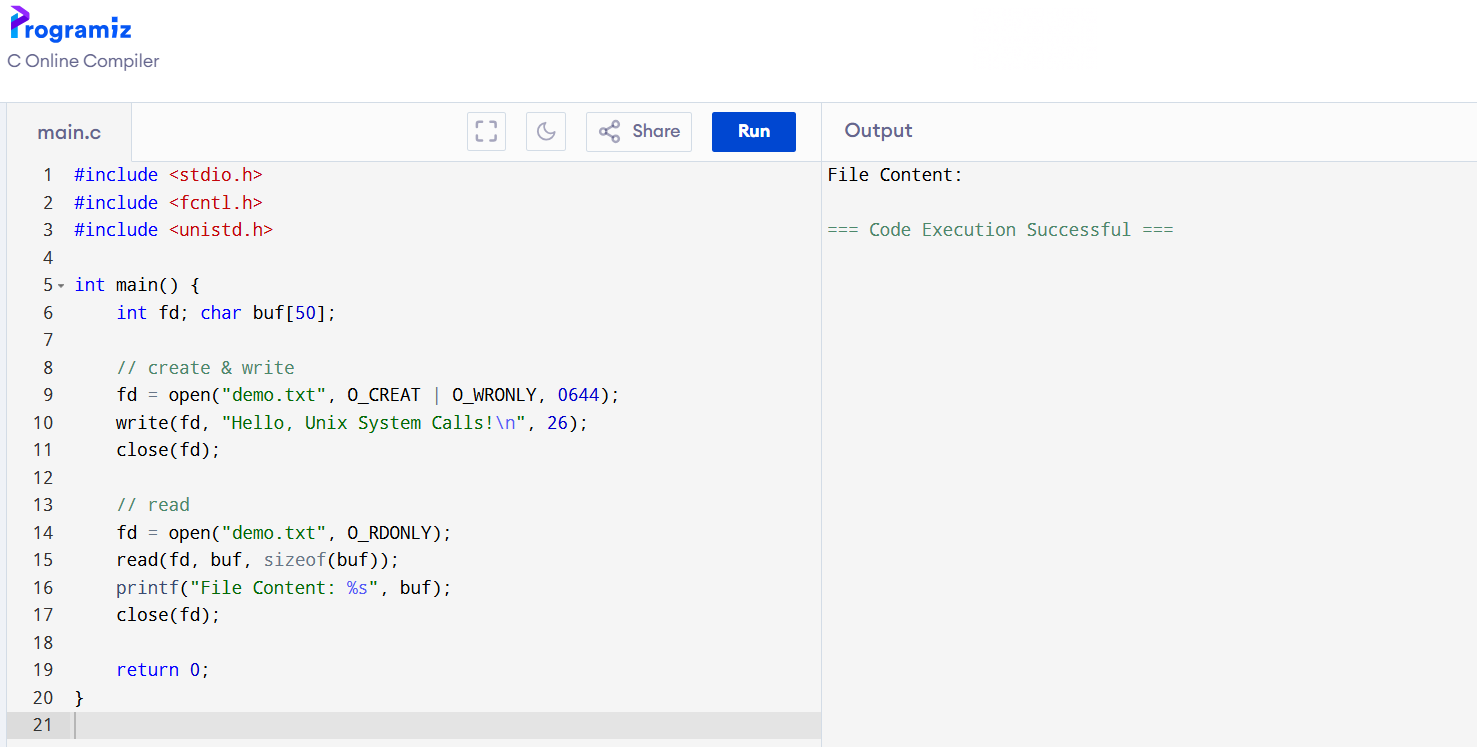 Programiz
C Online Compiler
main.c
Share
Run
Output
1 #include <stdio.h>
2 #include <fcntl.h>
3 #include <unistd.h>
4
5 int main() {
6     int fd; char buf[50];
7
8     // create & write
9     fd = open("demo.txt", O_CREAT | O_WRONLY, 0644);
10     write(fd, "Hello, Unix System Calls!\n", 26);
11     close(fd);
12
13     // read
14     fd = open("demo.txt", O_RDONLY);
15     read(fd, buf, sizeof(buf));
16     printf("File Content: %s", buf);
17     close(fd);
18
19     return 0;
20 }
21
File Content:
=== Code Execution Successful ===